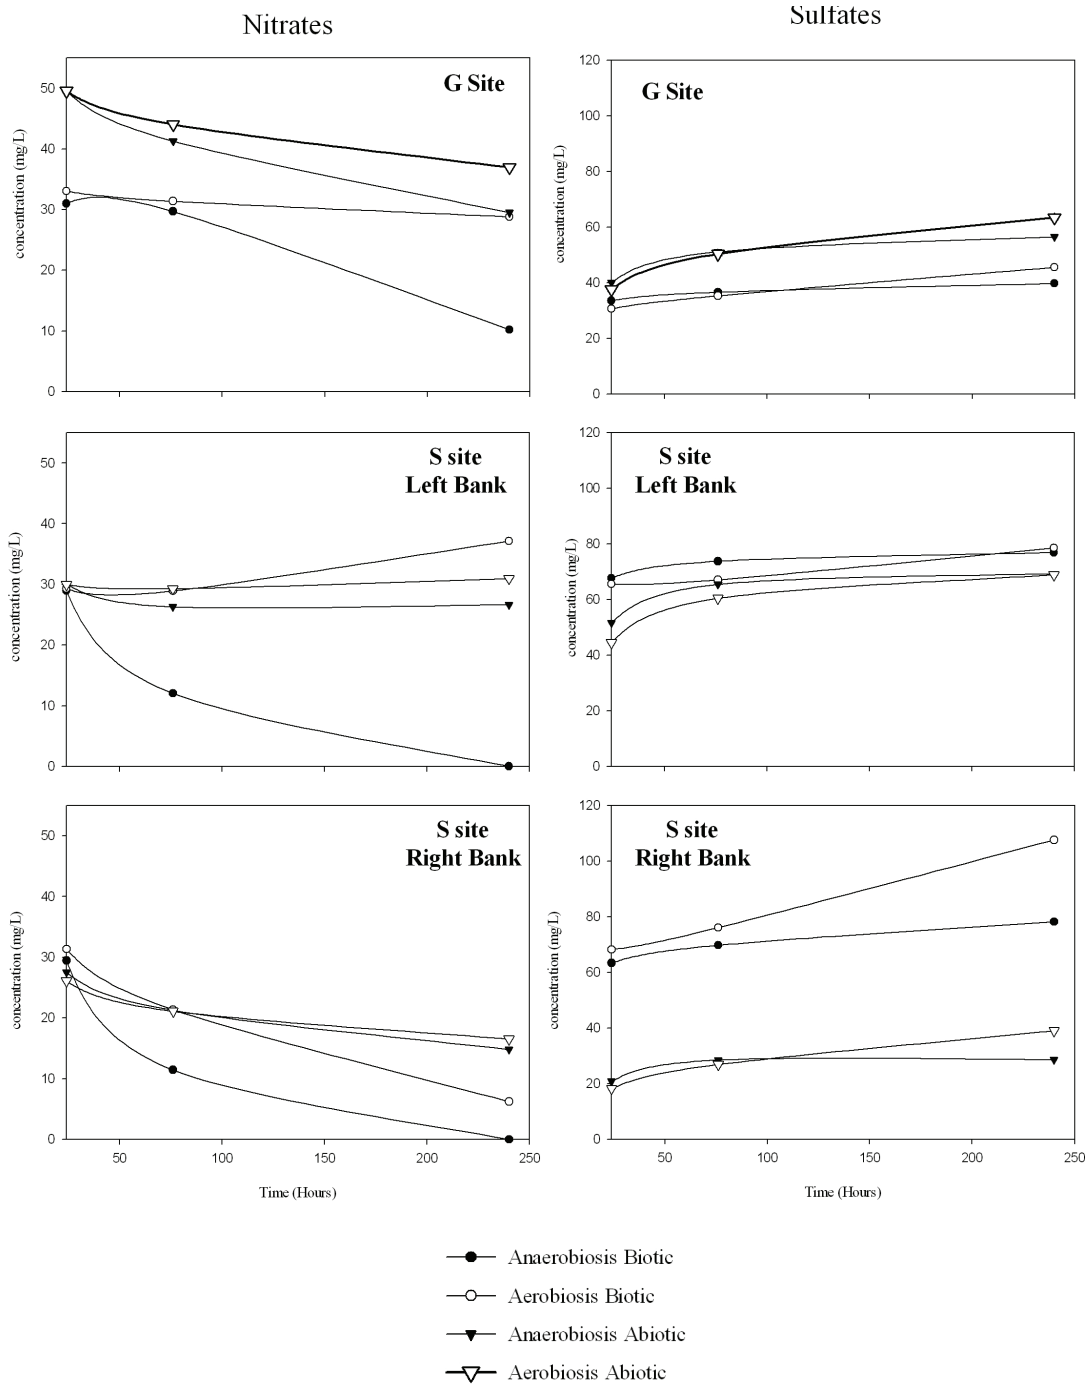 Nitrates
Sulfates
G Site
50
40
30
20
10
0
concentration (mg/L)
G Site
120
100
80
60
40
20
0
concentration (mg/L)
S site
Left Bank
50
40
30
20
10
0
concentration (mg/L)
S site
Left Bank
120
100
80
60
40
20
0
concentration (mg/L)
S site
Right Bank
50
40
30
20
10
0
concentration (mg/L)
50 100 150 200 250
Time (Hours)
S site
Right Bank
120
100
80
60
40
20
0
concentration (mg/L)
50 100 150 200 250
Time (Hours)
Anaerobiosis Biotic
Aerobiosis Biotic
Anaerobiosis Abiotic
Aerobiosis Abiotic